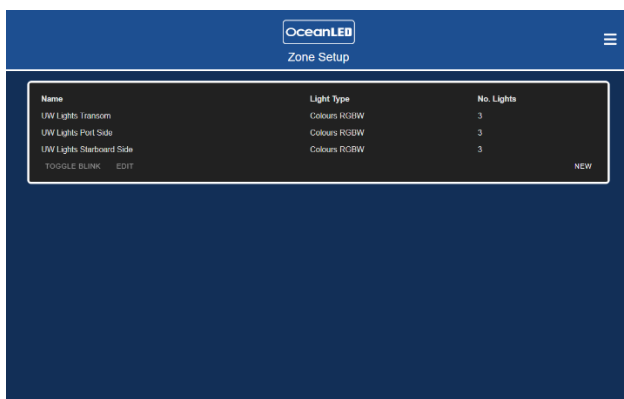 OceanLED
Zone Setup
Name Light Type No. Lights
UW Lights Transom Colours RGBW 3
UW Lights Port Side Colours RGBW 3
UW Lights Starboard Side Colours RGBW 3
TOGGLE BLINK EDIT NEW